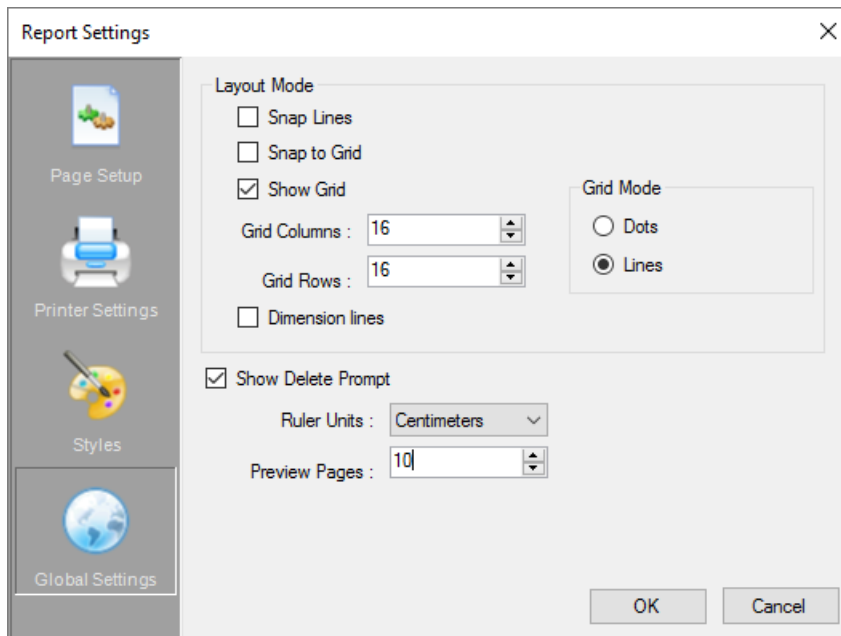 Report Settings
Page Setup
Printer Settings
Styles
Global Settings
Layout Mode
Snap Lines
Snap to Grid
Show Grid
Grid Columns : 16
Grid Rows : 16
Dimension lines
Grid Mode
Dots
Lines
Show Delete Prompt
Ruler Units : Centimeters
Preview Pages : 10
OK Cancel